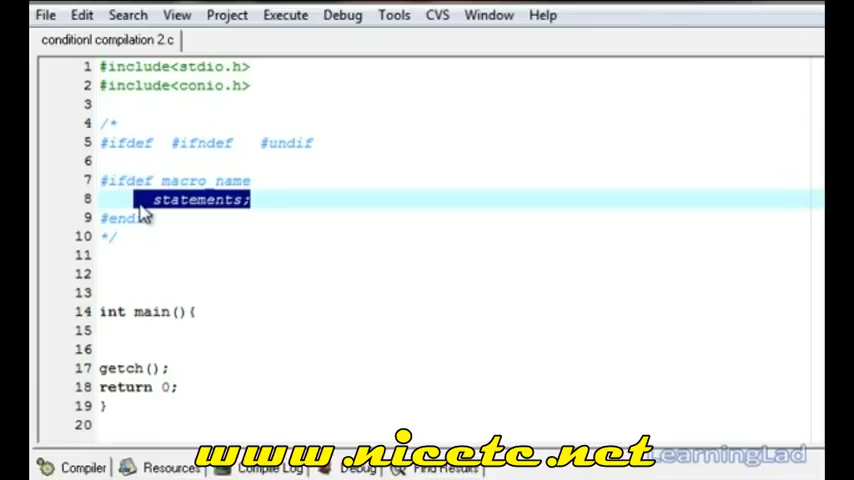 File Edit Search View Project Execute Debug Tools CVS Window Help
conditionl compilation 2.c
1 #include<stdio.h>
2 #include<conio.h>
3
4 /*
5 #ifdef #ifndef #undif
6
7 #ifdef macro_name
8 statements;
9 #endif
10 */
11
12
13
14 int main(){
15
16
17 getch();
18 return 0;
19 }
20
www.nicetc.net
LearningLad
Compiler Resources Compile Log Debug Find Results